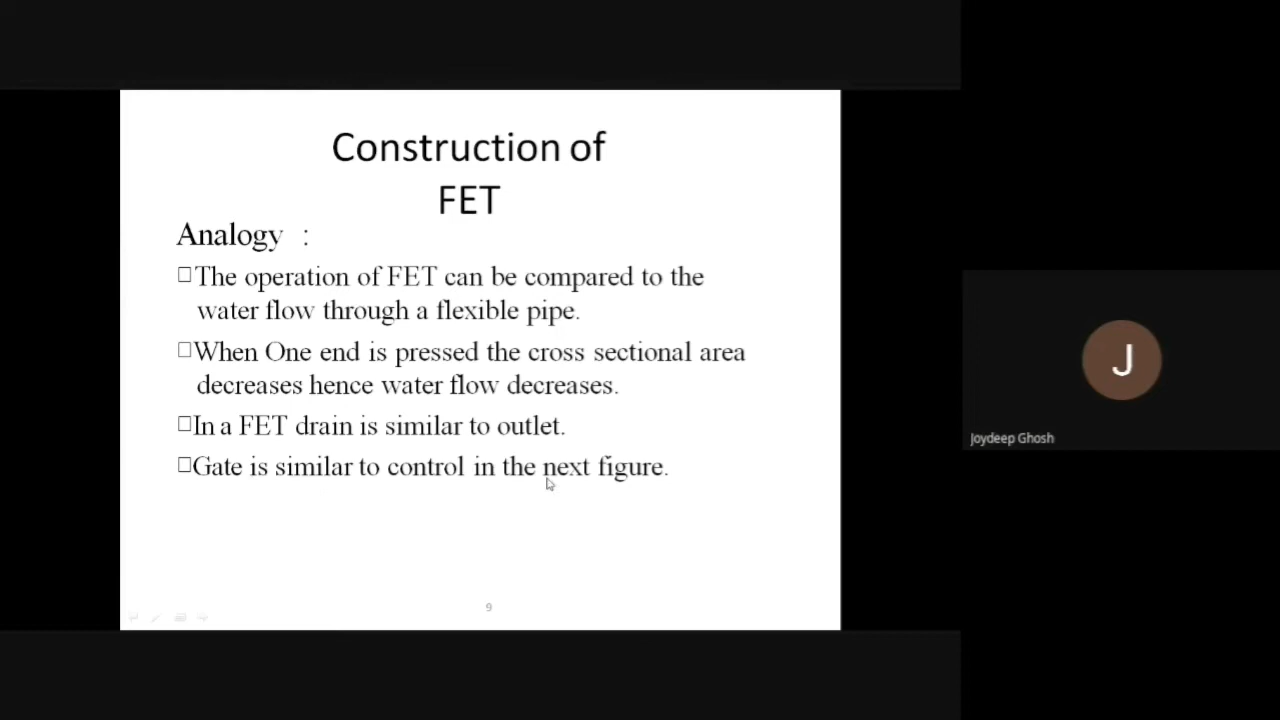 Construction of
FET
Analogy :
□The operation of FET can be compared to the
water flow through a flexible pipe.
□When One end is pressed the cross sectional area
decreases hence water flow decreases.
□In a FET drain is similar to outlet.
□Gate is similar to control in the next figure.
9
J
Joydeep Ghosh